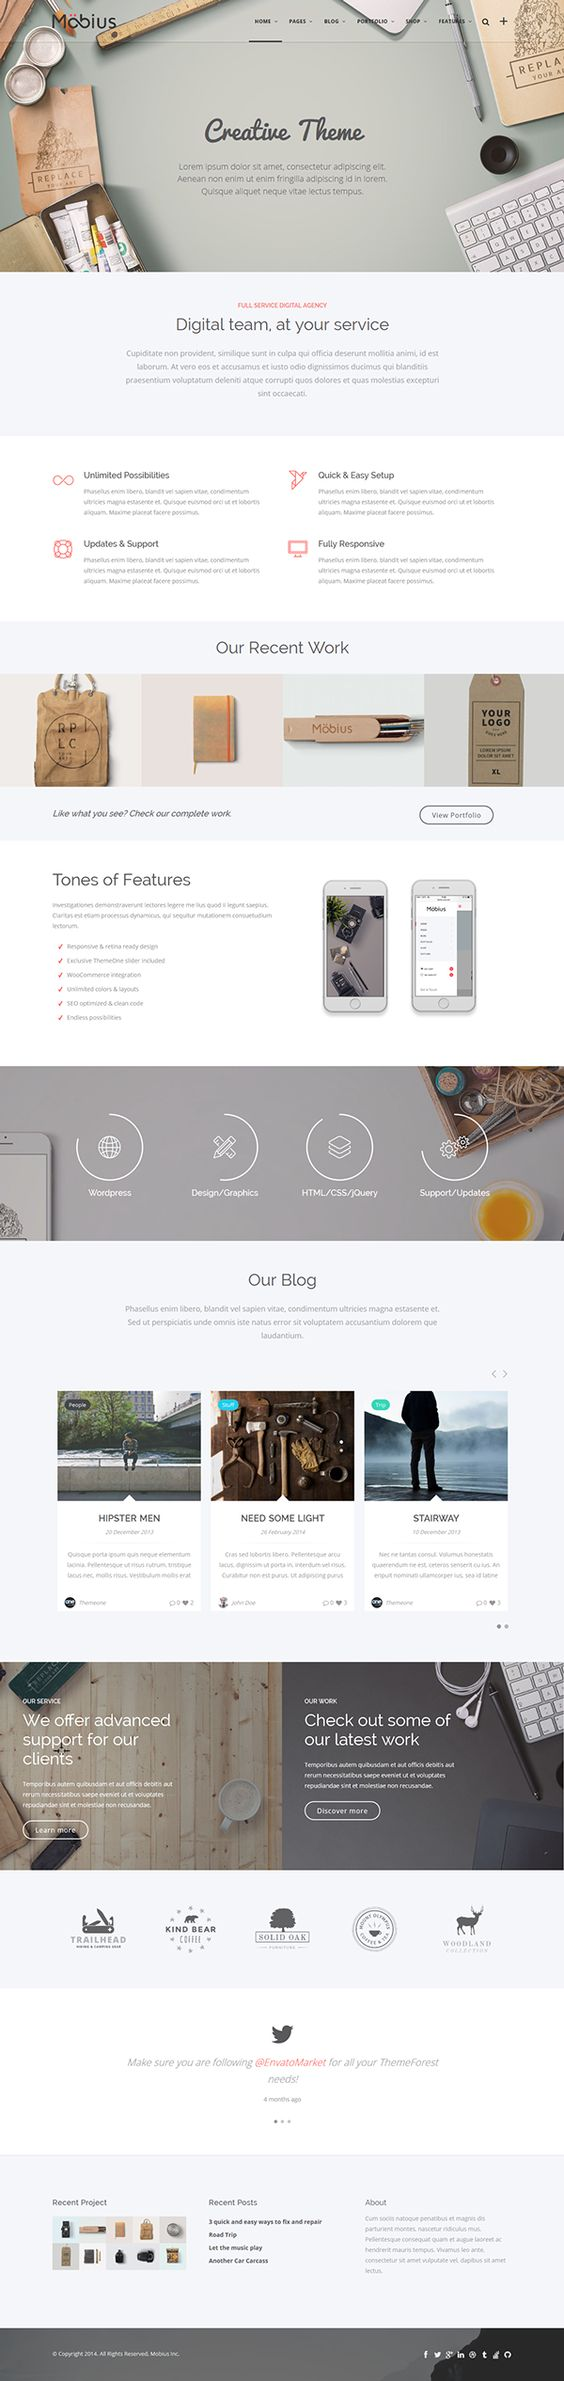 Möbius
HOME PAGES BLOG PORTFOLIO SHOP FEATURES
REPLACE
YOUR ART
REPLACE
YOUR ART
Creative Theme
Lorem ipsum dolor sit amet, consectetur adipiscing elit.
Aenean non enim ut enim fringilla adipiscing id in lorem.
Quisque aliquet neque vitae lectus tempus.
FULL SERVICE DIGITAL AGENCY
Digital team, at your service
Cupiditate non provident, similique sunt in culpa qui officia deserunt mollitia animi, id est
laborum. At vero eos et accusamus et iusto odio dignissimos ducimus qui blanditiis
praesentium voluptatum deleniti atque corrupti quos dolores et quas molestias excepturi
sint occaecati.
Unlimited Possibilities
Phasellus enim libero, blandit vel sapien vitae, condimentum
ultricies magna estasente et. Quisque euismod orci ut et lobortis
aliquam. Maxime placeat facere possimus.
Quick & Easy Setup
Phasellus enim libero, blandit vel sapien vitae, condimentum
ultricies magna estasente et. Quisque euismod orci ut et lobortis
aliquam. Maxime placeat facere possimus.
Updates & Support
Phasellus enim libero, blandit vel sapien vitae, condimentum
ultricies magna estasente et. Quisque euismod orci ut et lobortis
aliquam. Maxime placeat facere possimus.
Fully Responsive
Phasellus enim libero, blandit vel sapien vitae, condimentum
ultricies magna estasente et. Quisque euismod orci ut et lobortis
aliquam. Maxime placeat facere possimus.
Our Recent Work
R P
L C
YOUR ART
Möbius
YOUR
LOGO
GOES HERE
LOREM IPSUM
DOLOR SIT
XL
Like what you see? Check our complete work.
View Portfolio
Tones of Features
Investigationes demonstraverunt lectores legere me lius quod ii legunt saepius.
Claritas est etiam processus dynamicus, qui sequitur mutationem consuetudium
lectorum.
Responsive & retina ready design
Exclusive ThemeOne slider included
WooCommerce integration
Unlimited colors & layouts
SEO optimized & clean code
Endless possibilities
Möbius
Wordpress
Design/Graphics
HTML/CSS/jQuery
Support/Updates
Our Blog
Phasellus enim libero, blandit vel sapien vitae, condimentum ultricies magna estasente et.
Sed ut perspiciatis unde omnis iste natus error sit voluptatem accusantium dolorem que
laudantium.
People
HIPSTER MEN
20 December 2013
Quisque porta ipsum quis neque elementum
lacinia. Pellentesque ut risus rutrum, tristique
lacus nec, mollis risus. Vestibulum mollis erat
Themeone 0 2
Stuff
NEED SOME LIGHT
26 February 2014
Cras sed lobortis libero. Pellentesque arcu
lacus, dignissim ut porta in. Interdum vel risus.
Curabitur non est purus. Ut sit purus adipiscing
John Doe 0 3
Trip
STAIRWAY
10 December 2013
Nec ne tantas consul. Volumus honestatis
quaerendum ne est, ceteros senserit cu ius. An
eripuit nominati ullamcorper ius, sea id latine
Themeone 0 3
OUR SERVICE
We offer advanced
support for our
clients
Temporibus autem quibusdam et aut officiis debitis aut
rerum necessitatibus saepe eveniet ut et voluptates
repudiandae sint et molestiae non recusandae.
Learn more
OUR WORK
Check out some of
our latest work
Temporibus autem quibusdam et aut officiis debitis aut
rerum necessitatibus saepe eveniet ut et voluptates
repudiandae sint et molestiae non recusandae.
Discover more
TRAILHEAD
HIKING & CAMPING GEAR
KIND BEAR
COFFEE
SOLID OAK
FURNITURE
MOUNT OLYMPUS
COFFEE & TEA
WOODLAND
COLLECTION
Make sure you are following @EnvatoMarket for all your ThemeForest
needs!
4 months ago
Recent Project
Recent Posts
3 quick and easy ways to fix and repair
Road Trip
Let the music play
Another Car Carcass
About
Cum sociis natoque penatibus et magnis dis
parturient montes, nascetur ridiculus mus.
Pellentesque consequat quam et augue laoreet ac
hendrerit mauris tempus. Vivamus leo ante,
consectetur sit amet vulputate vel, dapibus sit amet
lectus.
© Copyright 2014. All Rights Reserved, Mobius Inc.